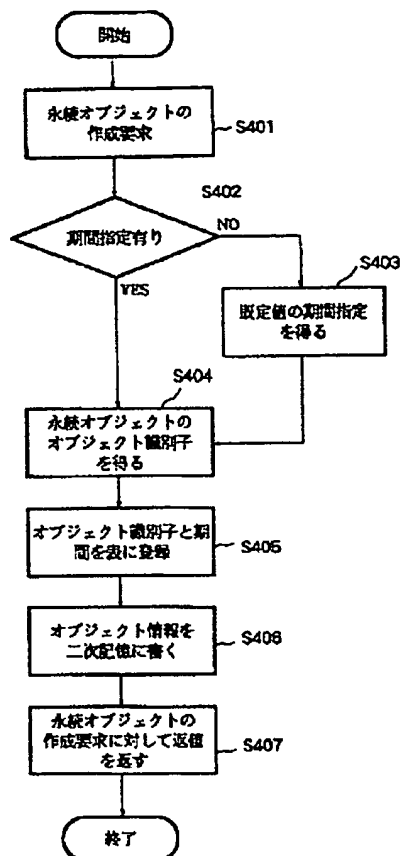 開始
永続オブジェクトの
作成要求
S401
S402
期間指定有り
NO
S403
YES
既定値の期間指定
を得る
S404
永続オブジェクトの
オブジェクト識別子
を得る
オブジェクト識別子と期
間を表に登録
S405
オブジェクト情報を
二次記憶に書く
S406
永続オブジェクトの
作成要求に対して返値
を返す
S407
終了